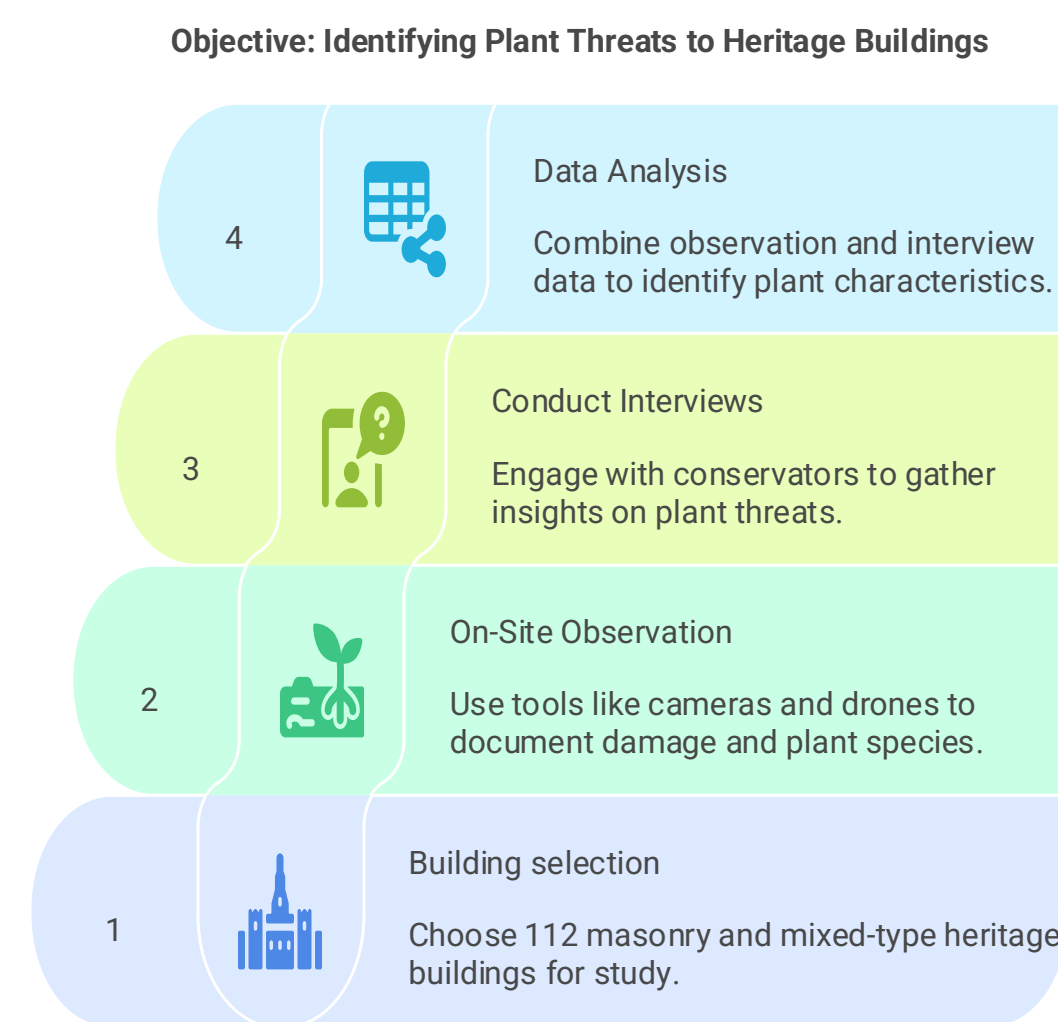 Objective: Identifying Plant Threats to Heritage Buildings
4
Data Analysis
Combine observation and interview
data to identify plant characteristics.
3
Conduct Interviews
Engage with conservators to gather
insights on plant threats.
2
On-Site Observation
Use tools like cameras and drones to
document damage and plant species.
1
Building selection
Choose 112 masonry and mixed-type heritage
buildings for study.